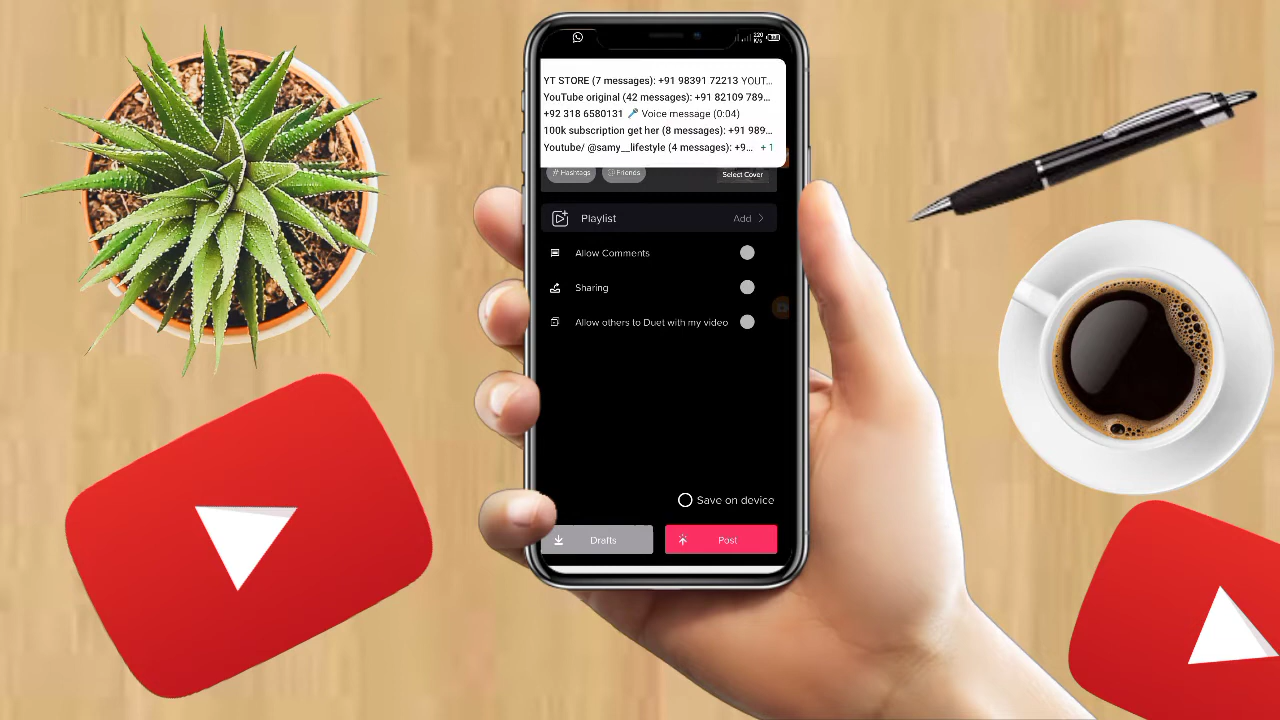 220
K/s
YT STORE (7 messages): +91 98391 72213 YOUT...
YouTube original (42 messages): +91 82109 789...
+92 318 6580131 🎤 Voice message (0:04)
100k subscription get her (8 messages): +91 989...
Youtube/ @samy__lifestyle (4 messages): +9... + 1
# Hashtags
@ Friends
Select Cover
Playlist
Add
Allow Comments
Sharing
Allow others to Duet with my video
Save on device
Drafts
Post